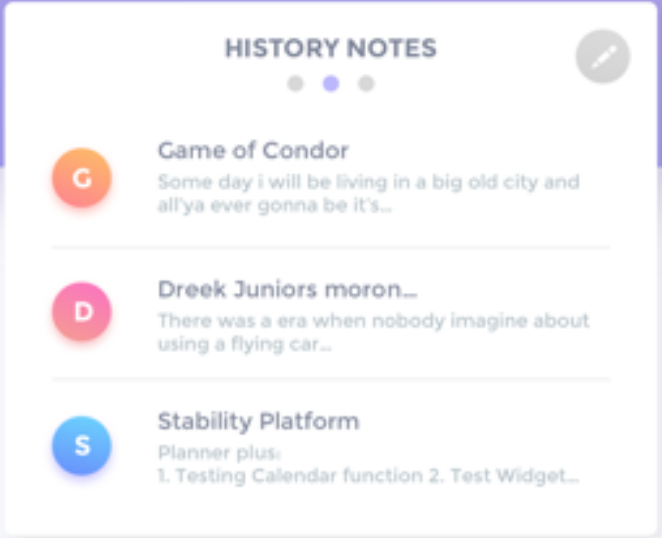 HISTORY NOTES
G
Game of Condor
Some day i will be living in a big old city and
all'ya ever gonna be it's...
D
Dreek Juniors moron...
There was a era when nobody imagine about
using a flying car...
S
Stability Platform
Planner plus:
1. Testing Calendar function 2. Test Widget...